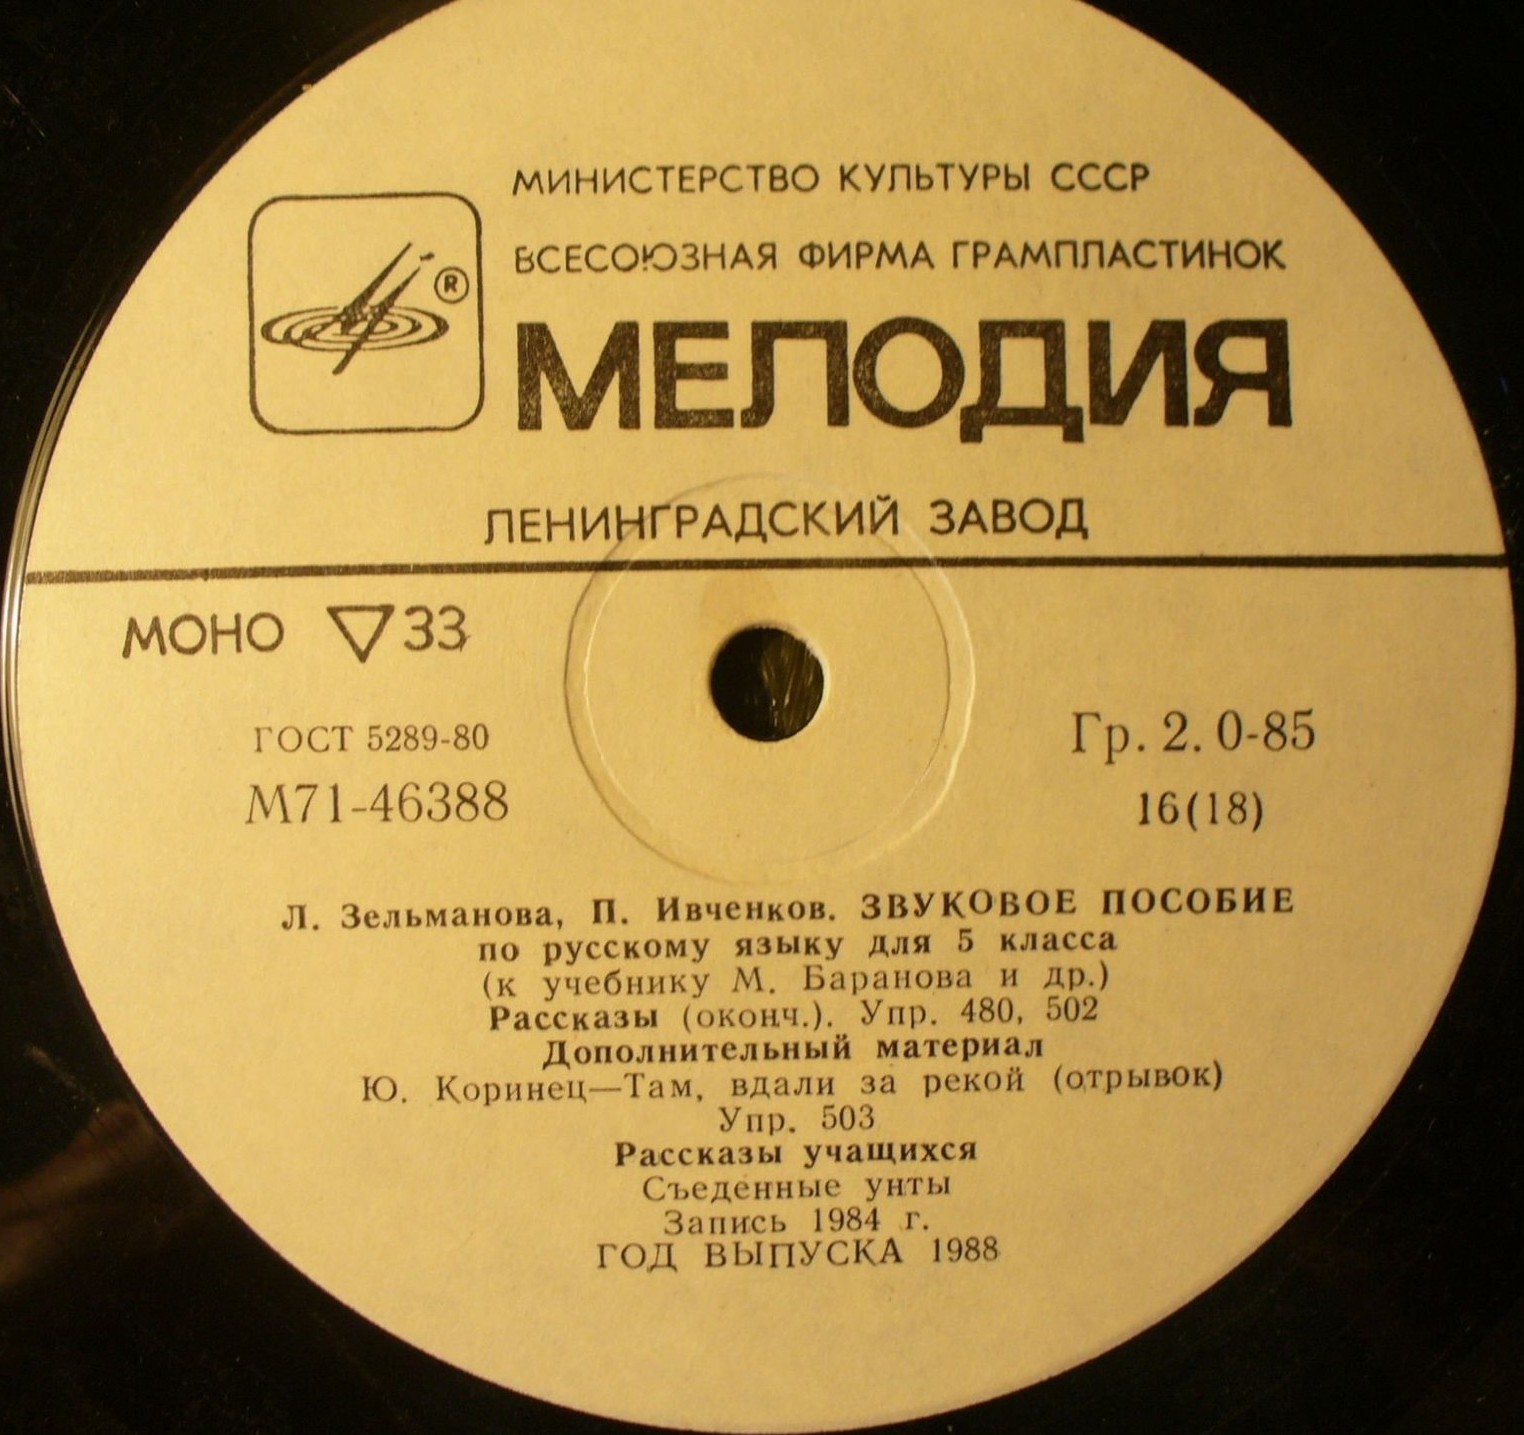 МИНИСТЕРСТВО КУЛЬТУРЫ СССР
ВСЕСОЮЗНАЯ ФИРМА ГРАМПЛАСТИНОК
®
МЕЛОДИЯ
ЛЕНИНГРАДСКИЙ ЗАВОД
МОНО ▽33
ГОСТ 5289-80
М71-46388
Гр. 2. 0-85
16(18)
Л. Зельманова, П. Ивченков. ЗВУКОВОЕ ПОСОБИЕ
по русскому языку для 5 класса
(к учебнику М. Баранова и др.)
Рассказы (оконч.). Упр. 480, 502
Дополнительный материал
Ю. Коринец—Там, вдали за рекой (отрывок)
Упр. 503
Рассказы учащихся
Съеденные унты
Запись 1984 г.
ГОД ВЫПУСКА 1988